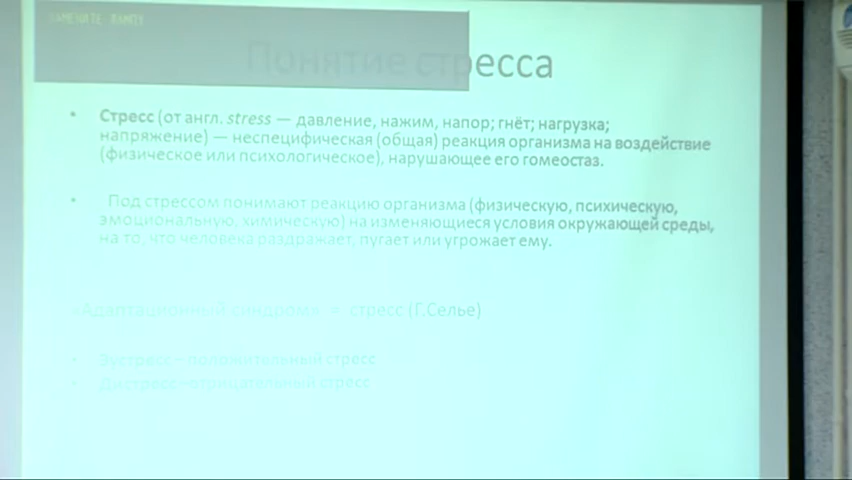 ЗАМЕНИТЕ ЛАМПУ
Понятие стресса
• Стресс (от англ. stress — давление, нажим, напор; гнёт; нагрузка;
напряжение) — неспецифическая (общая) реакция организма на воздействие
(физическое или психологическое), нарушающее его гомеостаз.
• Под стрессом понимают реакцию организма (физическую, психическую,
эмоциональную, химическую) на изменяющиеся условия окружающей среды,
на то, что человека раздражает, пугает или угрожает ему.
«Адаптационный синдром» = стресс (Г.Селье)
• Эустресс – положительный стресс
• Дистресс – отрицательный стресс